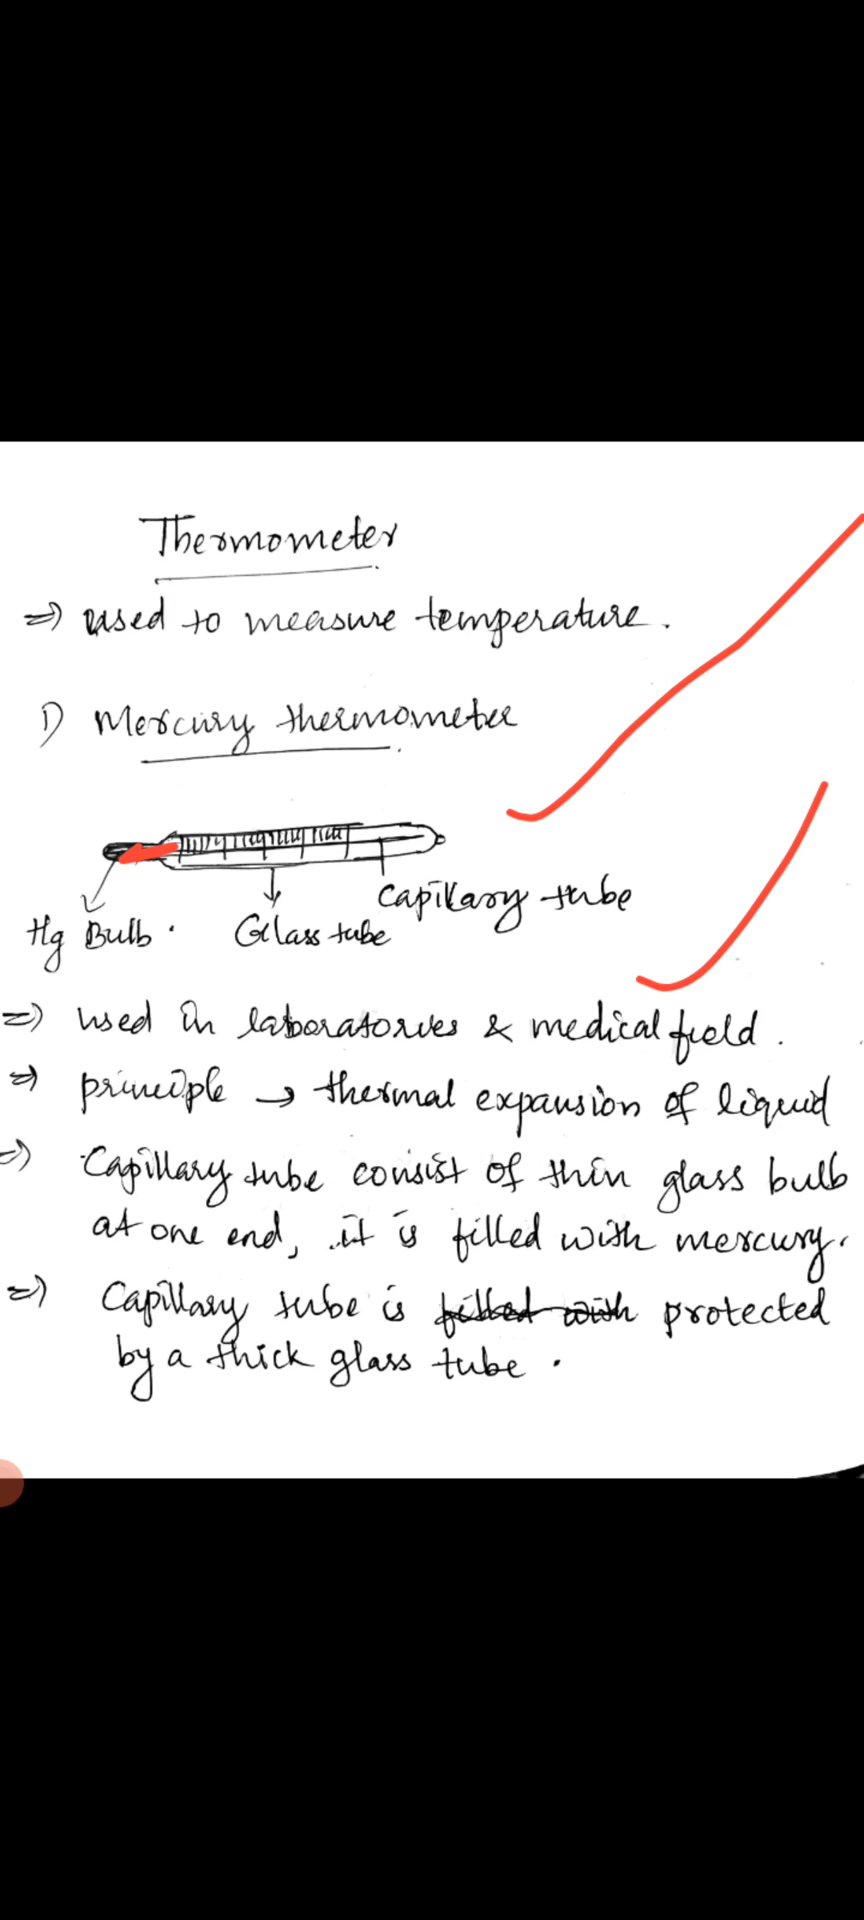 Thermometer
=) used to measure temperature.
1) Mercury thermometer
Capillary tube
Hg Bulb. Glass tube
=) used in laboratories & medical field.
=) principle → thermal expansion of liquid
=) Capillary tube consist of thin glass bulb
at one end, it is filled with mercury.
=) Capillary tube is filled with protected
by a thick glass tube.